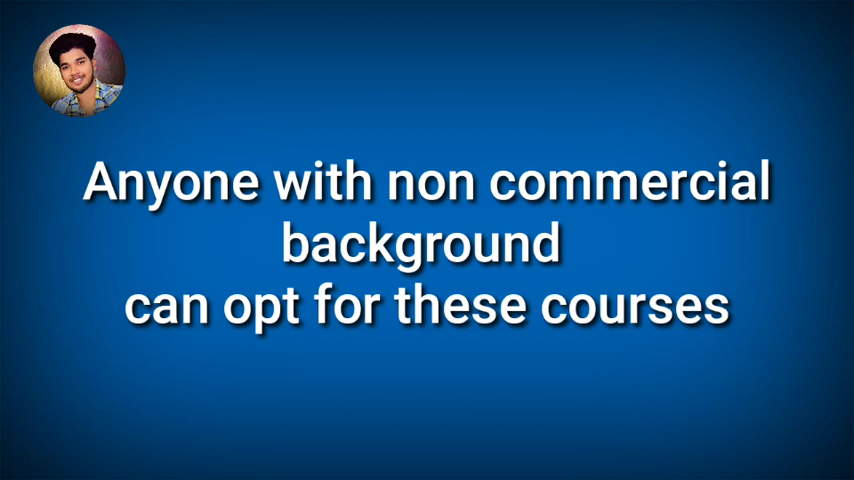 Anyone with non commercial
background
can opt for these courses